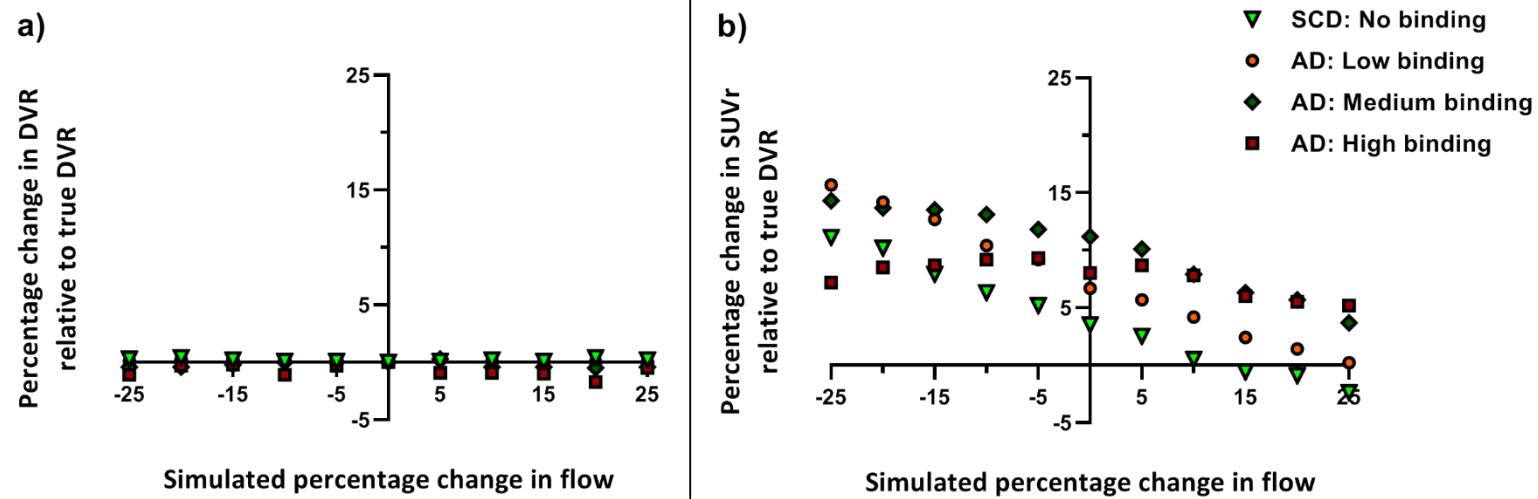 a)
Percentage change in DVR
relative to true DVR
25
15
5
-5
-25
-15
-5
5
15
25
Simulated percentage change in flow
b)
Percentage change in SUVr
relative to true DVR
25
15
5
-5
-25
-15
-5
5
15
25
Simulated percentage change in flow
SCD: No binding
AD: Low binding
AD: Medium binding
AD: High binding